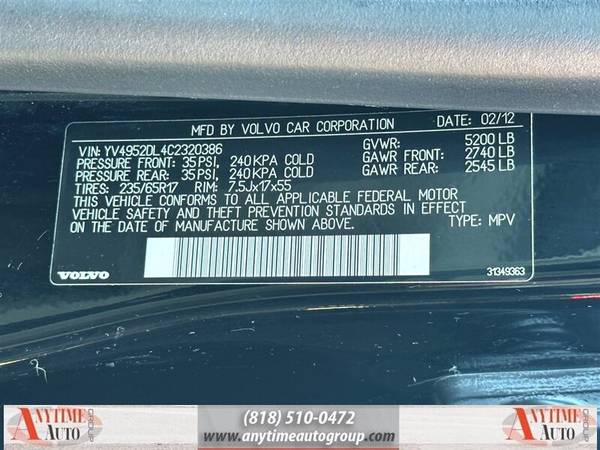 MFD BY VOLVO CAR CORPORATION DATE: 02/12
VIN: YV4952DL4C2320386 GVWR: 5200 LB
PRESSURE FRONT: 35 PSI, 240 KPA COLD GAWR FRONT: 2740 LB
PRESSURE REAR: 35 PSI, 240 KPA COLD GAWR REAR: 2545 LB
TIRES: 235/65R17 RIM: 7,5Jx17x55
THIS VEHICLE CONFORMS TO ALL APPLICABLE FEDERAL MOTOR
VEHICLE SAFETY AND THEFT PREVENTION STANDARDS IN EFFECT
ON THE DATE OF MANUFACTURE SHOWN ABOVE.
TYPE: MPV
VOLVO 31349363
ANYTIME AUTO GROUP
(818) 510-0472
www.anytimeautogroup.com
ANYTIME AUTO GROUP